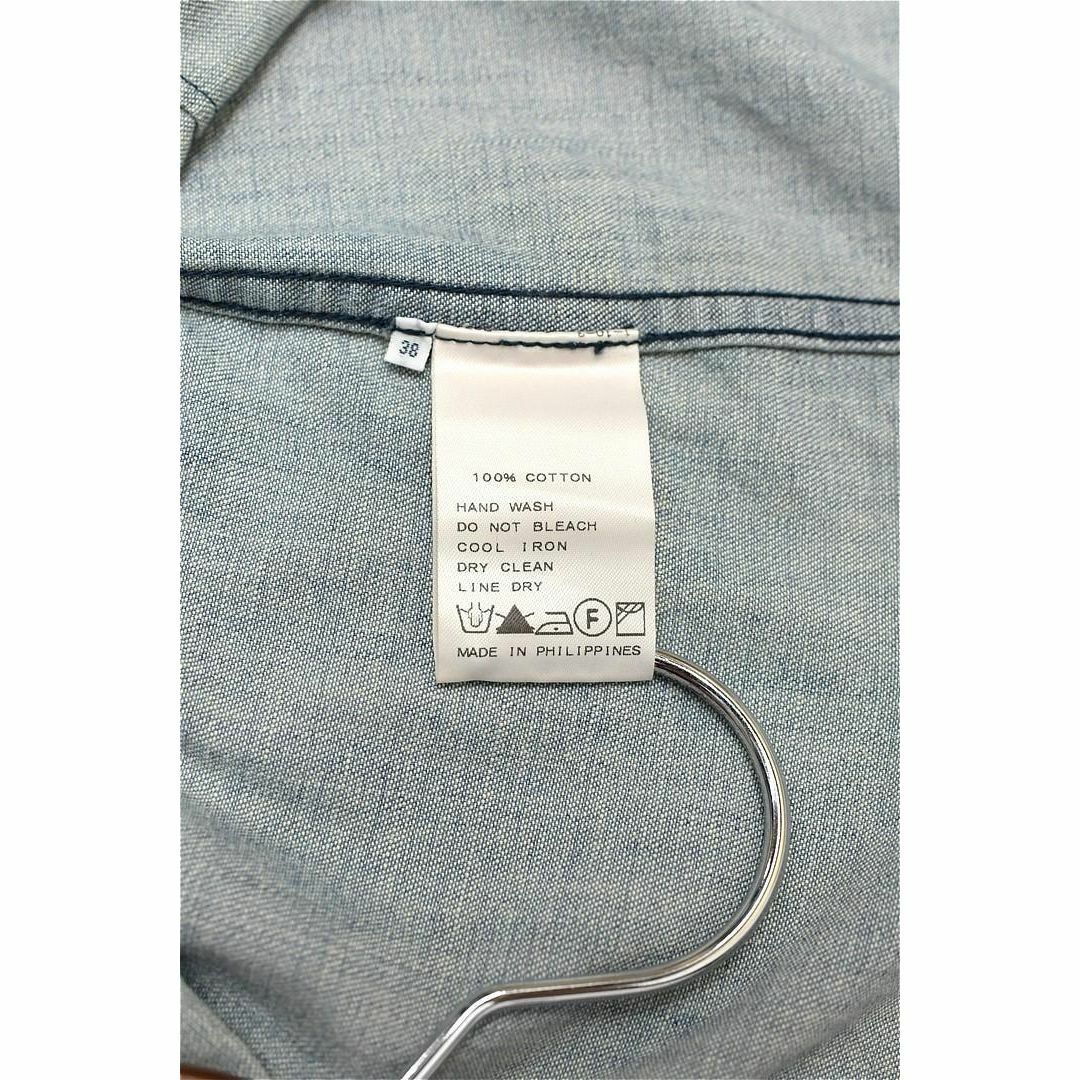 38
100% COTTON
HAND WASH
DO NOT BLEACH
COOL IRON
DRY CLEAN
LINE DRY
F
MADE IN PHILIPPINES